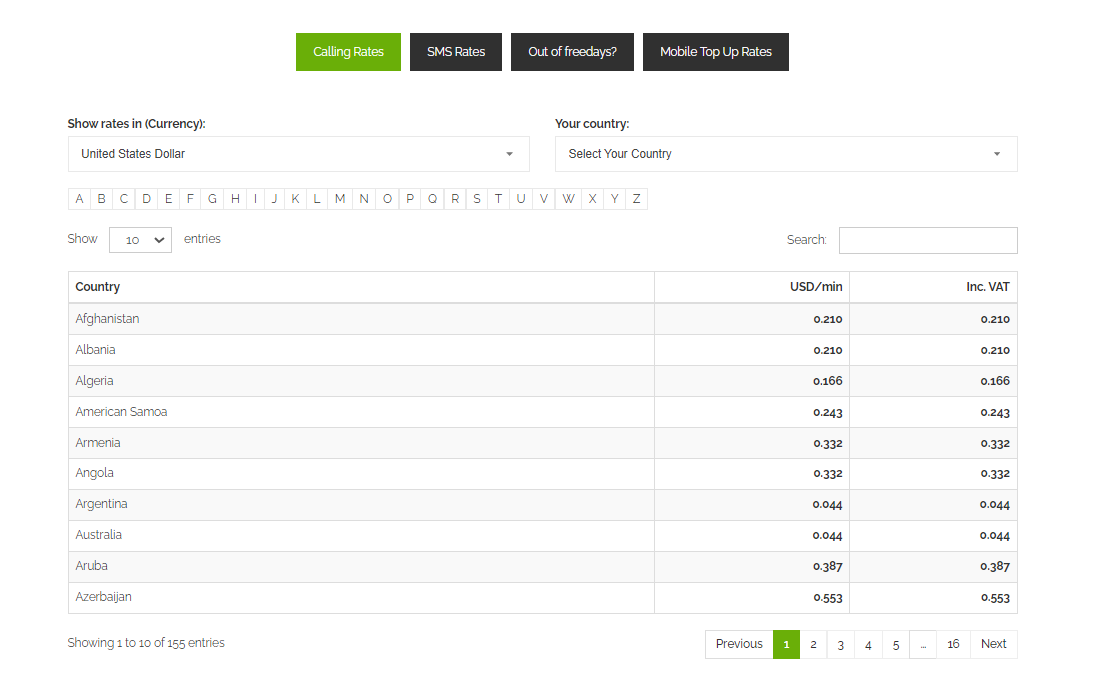 Calling Rates SMS Rates Out of freedays? Mobile Top Up Rates
Show rates in (Currency): Your country:
United States Dollar Select Your Country
A B C D E F G H I J K L M N O P Q R S T U V W X Y Z
Show 10 entries Search:
Country USD/min Inc. VAT
Afghanistan 0.210 0.210
Albania 0.210 0.210
Algeria 0.166 0.166
American Samoa 0.243 0.243
Armenia 0.332 0.332
Angola 0.332 0.332
Argentina 0.044 0.044
Australia 0.044 0.044
Aruba 0.387 0.387
Azerbaijan 0.553 0.553
Showing 1 to 10 of 155 entries Previous 1 2 3 4 5 … 16 Next